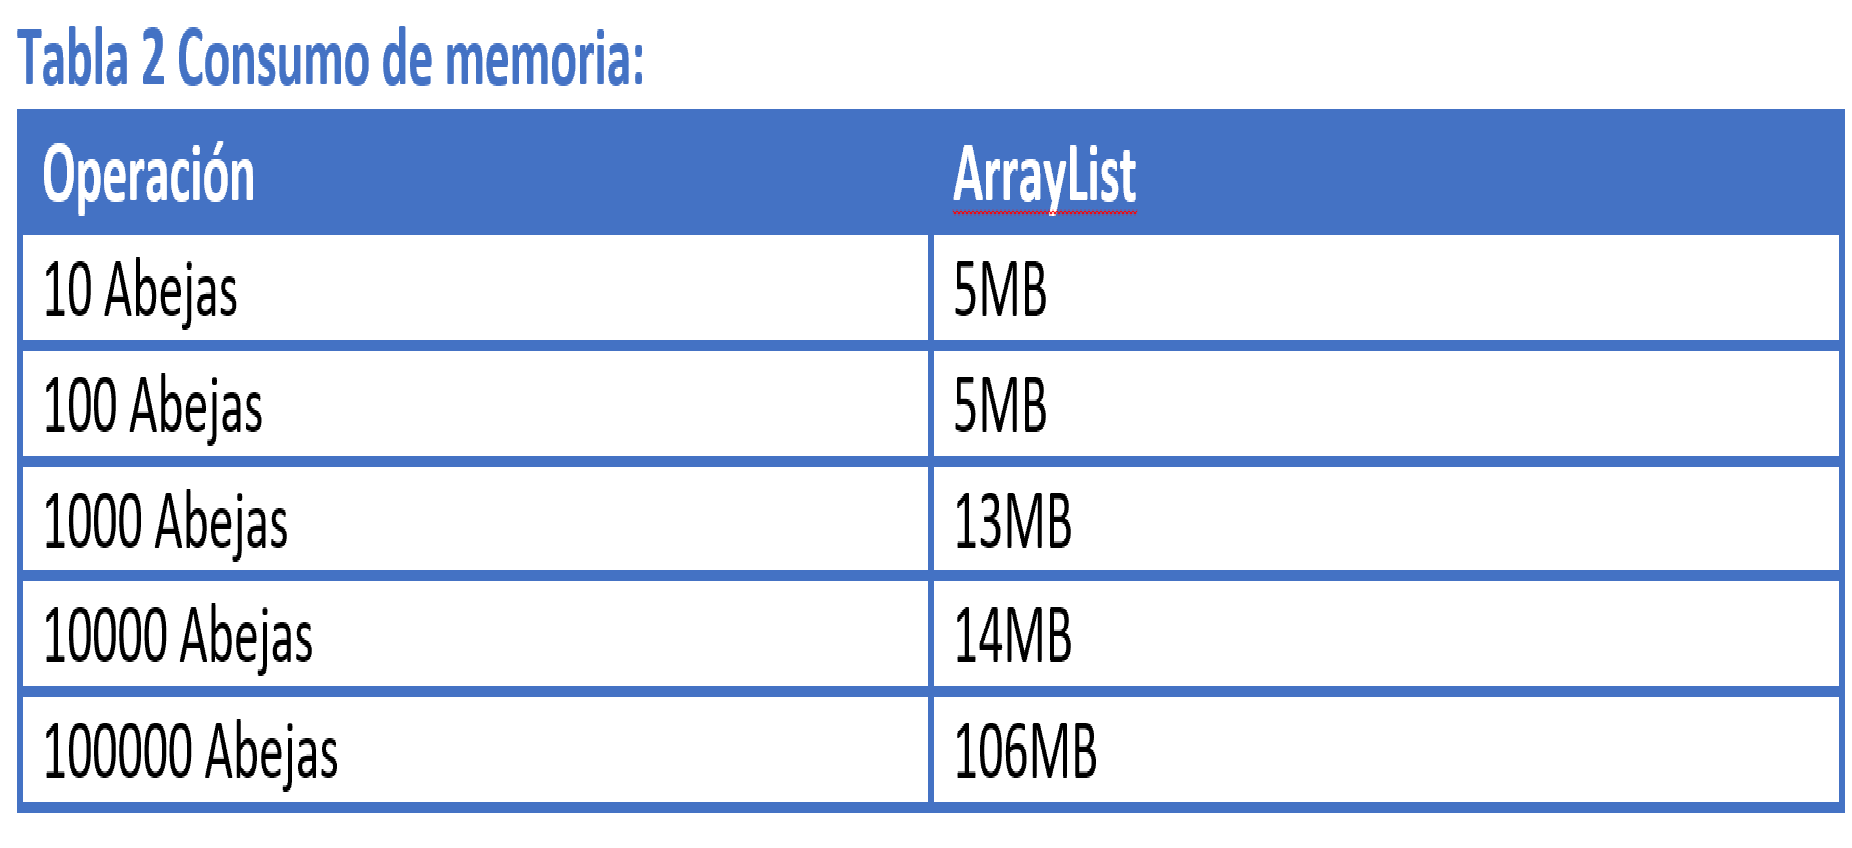 Tabla 2 Consumo de memoria:
Operación ArrayList
10 Abejas 5MB
100 Abejas 5MB
1000 Abejas 13MB
10000 Abejas 14MB
100000 Abejas 106MB